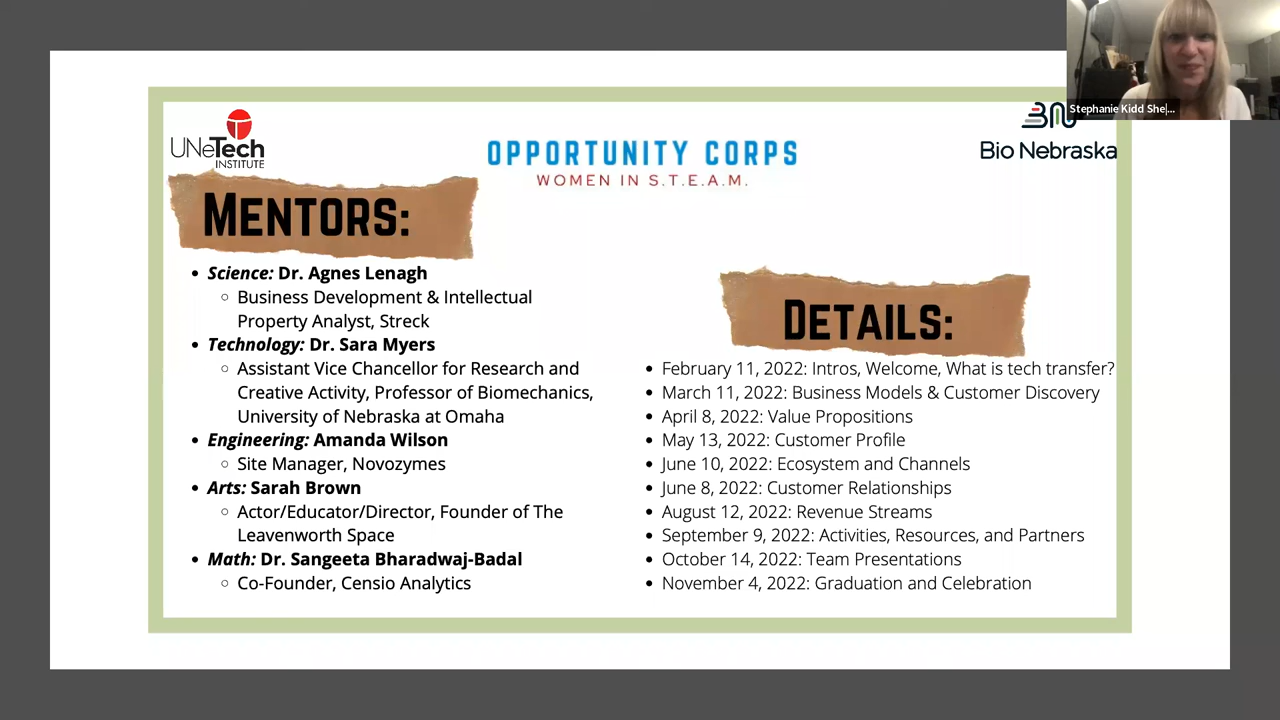 Stephanie Kidd She|...
UNeTech
INSTITUTE
OPPORTUNITY CORPS
WOMEN IN S.T.E.A.M.
BN
Bio Nebraska
MENTORS:
• Science: Dr. Agnes Lenagh
○ Business Development & Intellectual
Property Analyst, Streck
• Technology: Dr. Sara Myers
○ Assistant Vice Chancellor for Research and
Creative Activity, Professor of Biomechanics,
University of Nebraska at Omaha
• Engineering: Amanda Wilson
○ Site Manager, Novozymes
• Arts: Sarah Brown
○ Actor/Educator/Director, Founder of The
Leavenworth Space
• Math: Dr. Sangeeta Bharadwaj-Badal
○ Co-Founder, Censio Analytics
DETAILS:
• February 11, 2022: Intros, Welcome, What is tech transfer?
• March 11, 2022: Business Models & Customer Discovery
• April 8, 2022: Value Propositions
• May 13, 2022: Customer Profile
• June 10, 2022: Ecosystem and Channels
• June 8, 2022: Customer Relationships
• August 12, 2022: Revenue Streams
• September 9, 2022: Activities, Resources, and Partners
• October 14, 2022: Team Presentations
• November 4, 2022: Graduation and Celebration